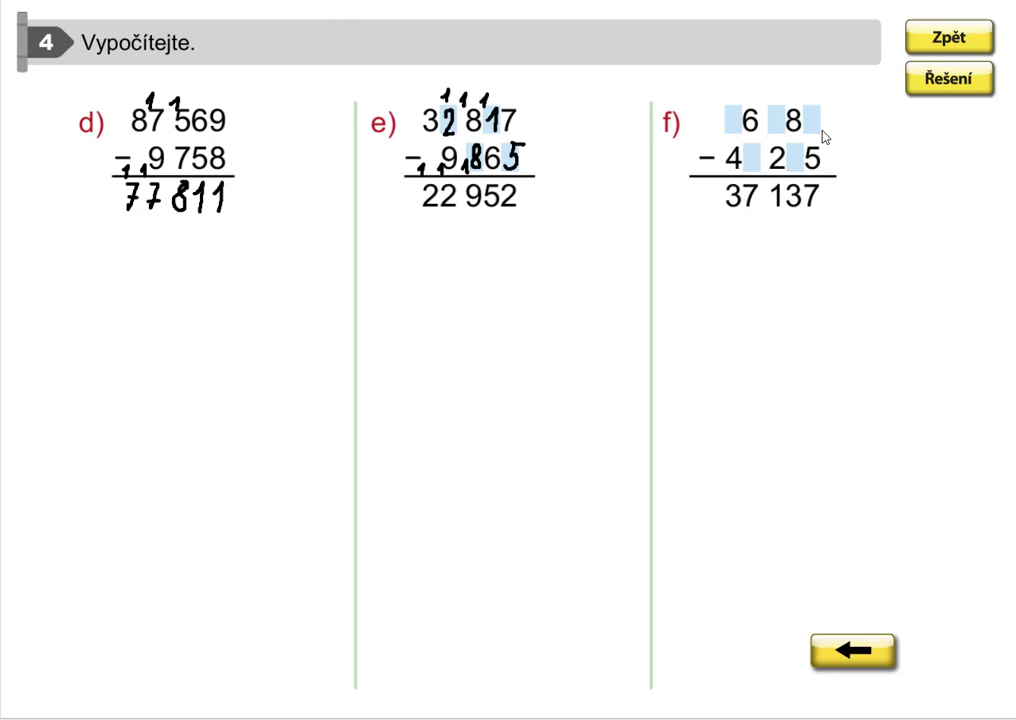 4 Vypočítejte.
Zpět
Řešení
d) 87 569
- 9 758
77 811
e) 32 817
- 9 865
22 952
f) 6 8
- 4 2 5
37 137